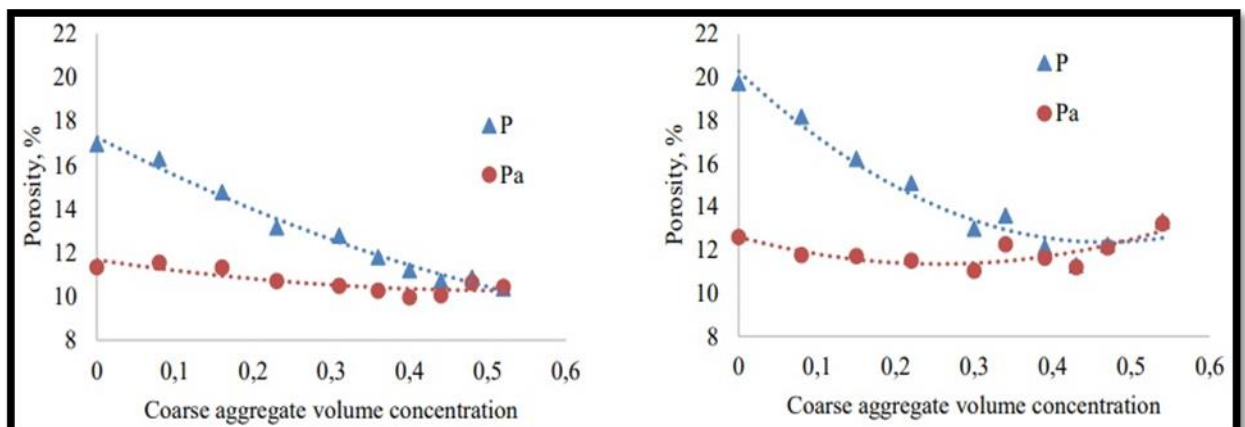 22
20
18
16
14
12
10
8
Porosity, %
P
Pa
0 0,1 0,2 0,3 0,4 0,5 0,6
Coarse aggregate volume concentration
22
20
18
16
14
12
10
8
Porosity, %
P
Pa
0 0,1 0,2 0,3 0,4 0,5 0,6
Coarse aggregate volume concentration